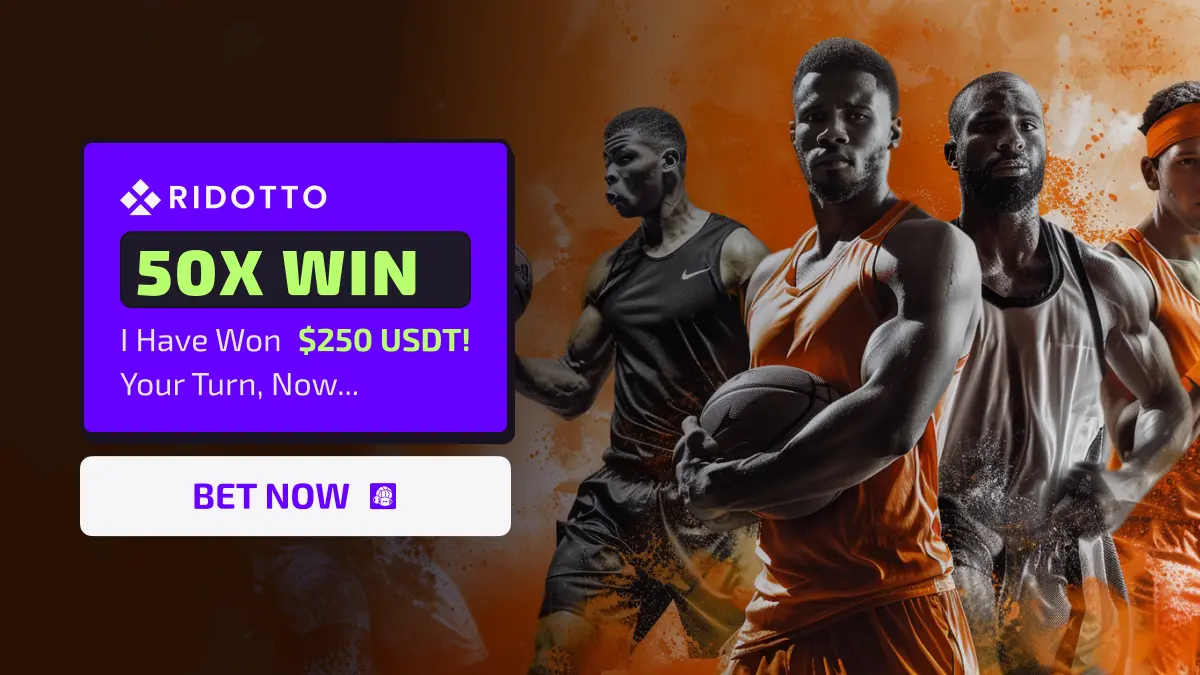 RIDOTTO
50X WIN
I Have Won $250 USDT!
Your Turn, Now...
BET NOW